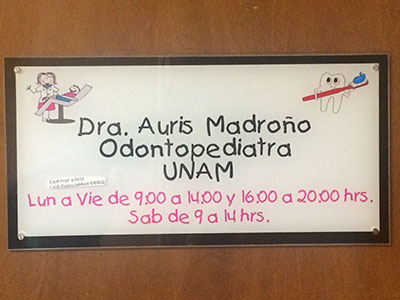 Dra. Auris Madroño
Odontopediatra
UNAM
Lun a Vie de 9:00 a 14:00 y 16:00 a 20:00 hrs.
Sab de 9 a 14 hrs.